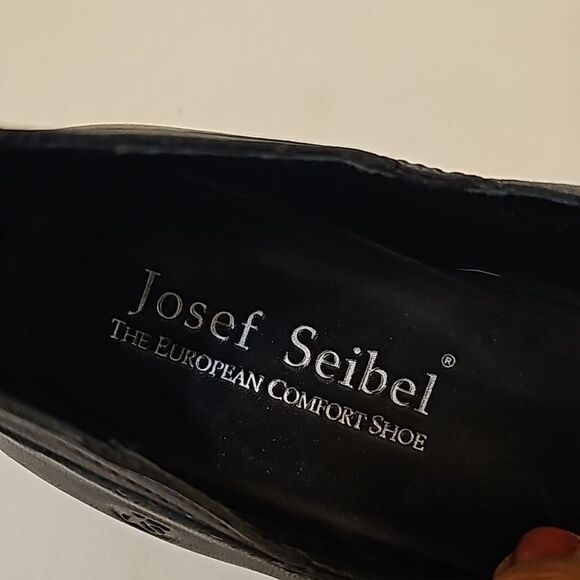 Josef Seibel®
THE EUROPEAN COMFORT SHOE